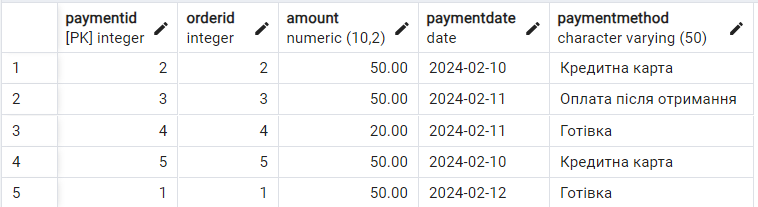 paymentid orderid amount paymentdate paymentmethod
[PK] integer integer numeric (10,2) date character varying (50)
1 2 2 50.00 2024-02-10 Кредитна карта
2 3 3 50.00 2024-02-11 Оплата після отримання
3 4 4 20.00 2024-02-11 Готівка
4 5 5 50.00 2024-02-10 Кредитна карта
5 1 1 50.00 2024-02-12 Готівка